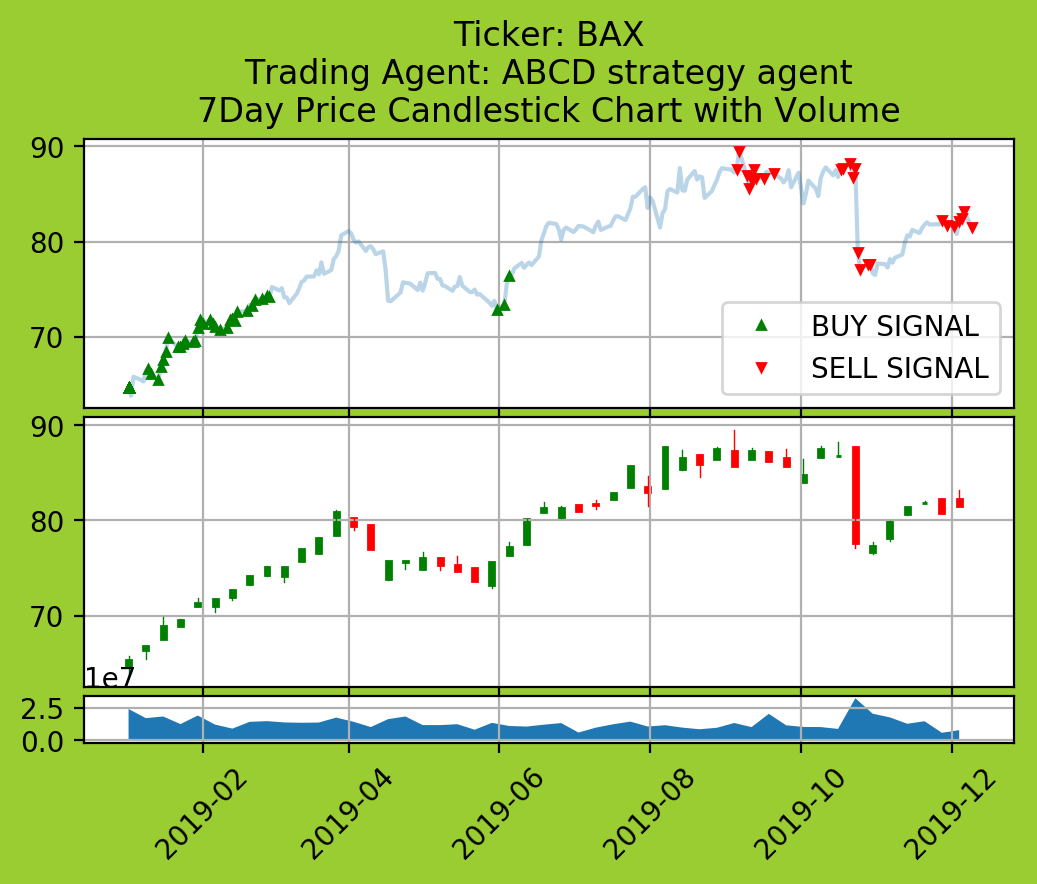 Ticker: BAX
Trading Agent: ABCD strategy agent
7Day Price Candlestick Chart with Volume
90
80
70
BUY SIGNAL
SELL SIGNAL
90
80
70
1e7
2.5
0.0
2019-02
2019-04
2019-06
2019-08
2019-10
2019-12